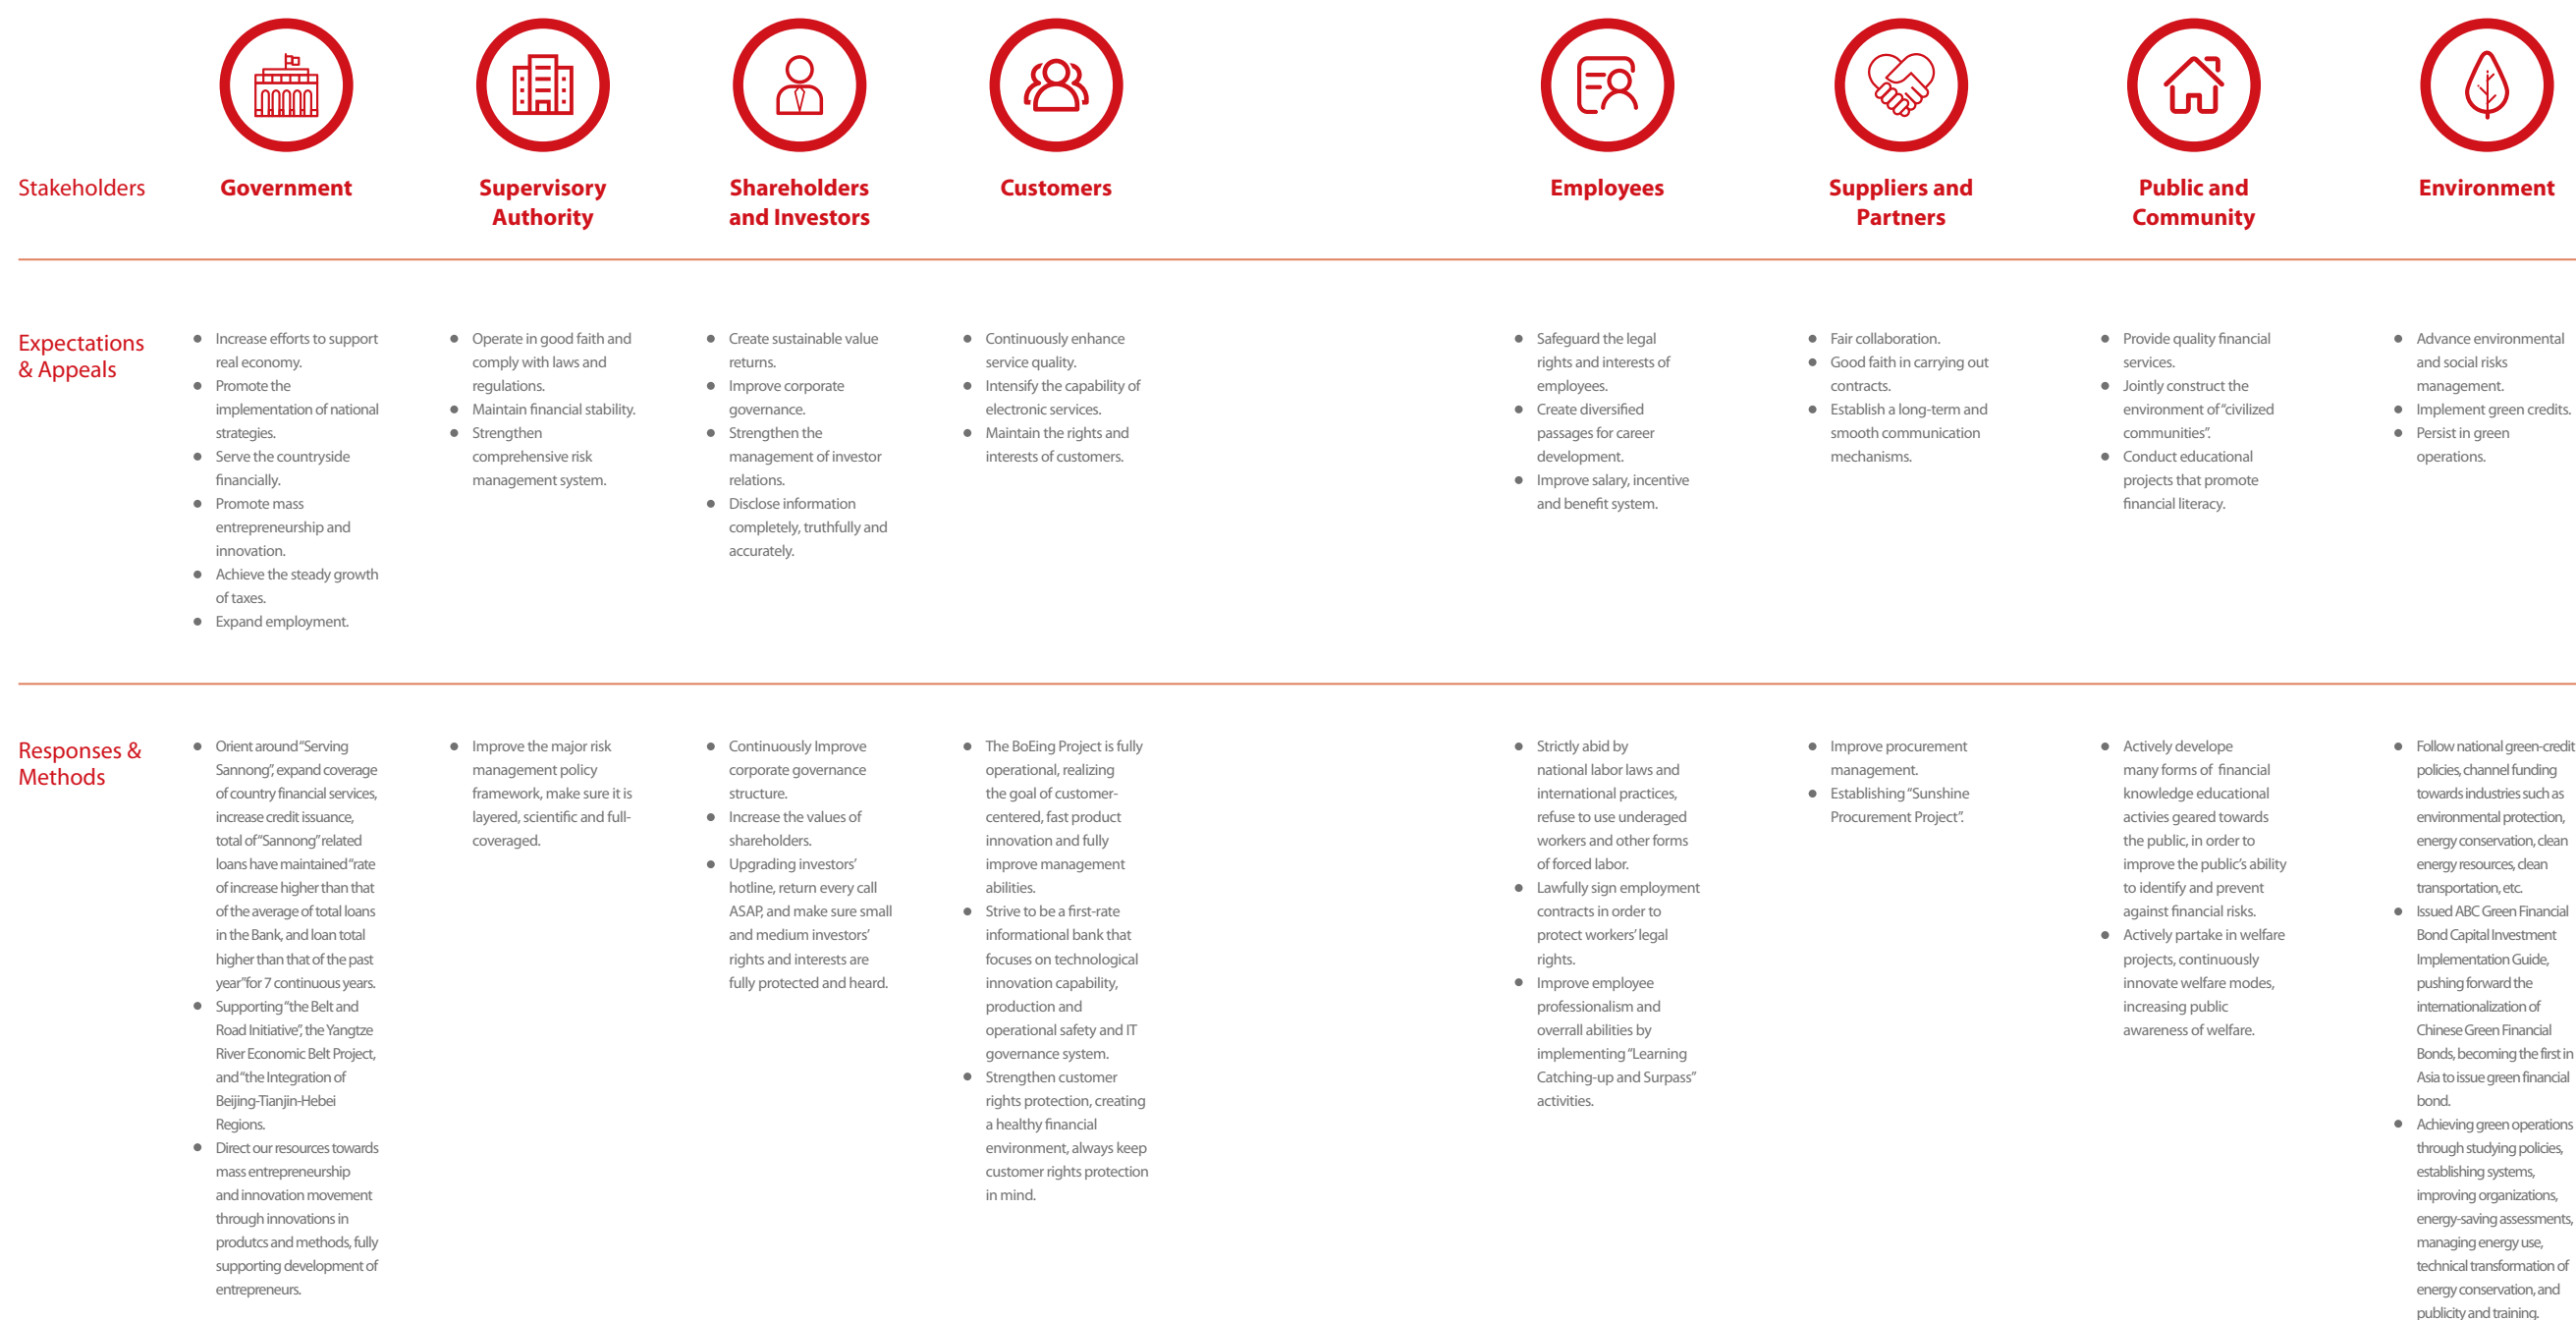 Stakeholders
Government
Supervisory
Authority
Shareholders
and Investors
Customers
Employees
Suppliers and
Partners
Public and
Community
Environment
Expectations
& Appeals
● Increase efforts to support
real economy.
● Promote the
implementation of national
strategies.
● Serve the countryside
financially.
● Promote mass
entrepreneurship and
innovation.
● Achieve the steady growth
of taxes.
● Expand employment.
● Operate in good faith and
comply with laws and
regulations.
● Maintain financial stability.
● Strengthen
comprehensive risk
management system.
● Create sustainable value
returns.
● Improve corporate
governance.
● Strengthen the
management of investor
relations.
● Disclose information
completely, truthfully and
accurately.
● Continuously enhance
service quality.
● Intensify the capability of
electronic services.
● Maintain the rights and
interests of customers.
● Safeguard the legal
rights and interests of
employees.
● Create diversified
passages for career
development.
● Improve salary, incentive
and benefit system.
● Fair collaboration.
● Good faith in carrying out
contracts.
● Establish a long-term and
smooth communication
mechanisms.
● Provide quality financial
services.
● Jointly construct the
environment of “civilized
communities”.
● Conduct educational
projects that promote
financial literacy.
● Advance environmental
and social risks
management.
● Implement green credits.
● Persist in green
operations.
Responses &
Methods
● Orient around “Serving
Sannong”, expand coverage
of country financial services,
increase credit issuance,
total of “Sannong” related
loans have maintained “rate
of increase higher than that
of the average of total loans
in the Bank, and loan total
higher than that of the past
year” for 7 continuous years.
● Supporting “the Belt and
Road Initiative”, the Yangtze
River Economic Belt Project,
and “the Integration of
Beijing-Tianjin-Hebei
Regions.
● Direct our resources towards
mass entrepreneurship
and innovation movement
through innovations in
produtcs and methods, fully
supporting development of
entrepreneurs.
● Improve the major risk
management policy
framework, make sure it is
layered, scientific and full-
coveraged.
● Continuously Improve
corporate governance
structure.
● Increase the values of
shareholders.
● Upgrading investors’
hotline, return every call
ASAP, and make sure small
and medium investors’
rights and interests are
fully protected and heard.
● The BoEing Project is fully
operational, realizing
the goal of customer-
centered, fast product
innovation and fully
improve management
abilities.
● Strive to be a first-rate
informational bank that
focuses on technological
innovation capability,
production and
operational safety and IT
governance system.
● Strengthen customer
rights protection, creating
a healthy financial
environment, always keep
customer rights protection
in mind.
● Strictly abid by
national labor laws and
international practices,
refuse to use underaged
workers and other forms
of forced labor.
● Lawfully sign employment
contracts in order to
protect workers’ legal
rights.
● Improve employee
professionalism and
overrall abilities by
implementing “Learning
Catching-up and Surpass”
activities.
● Improve procurement
management.
● Establishing “Sunshine
Procurement Project”.
● Actively develope
many forms of financial
knowledge educational
activies geared towards
the public, in order to
improve the public’s ability
to identify and prevent
against financial risks.
● Actively partake in welfare
projects, continuously
innovate welfare modes,
increasing public
awareness of welfare.
● Follow national green-credit
policies, channel funding
towards industries such as
environmental protection,
energy conservation, clean
energy resources, clean
transportation, etc.
● Issued ABC Green Financial
Bond Capital Investment
Implementation Guide,
pushing forward the
internationalization of
Chinese Green Financial
Bonds, becoming the first in
Asia to issue green financial
bond.
● Achieving green operations
through studying policies,
establishing systems,
improving organizations,
energy-saving assessments,
managing energy use,
technical transformation of
energy conservation, and
publicity and training.